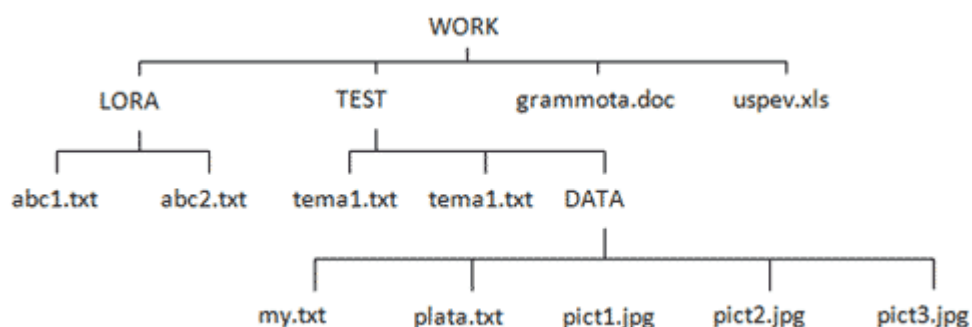 WORK
LORA TEST grammota.doc uspev.xls
abc1.txt abc2.txt tema1.txt tema1.txt DATA
my.txt plata.txt pict1.jpg pict2.jpg pict3.jpg